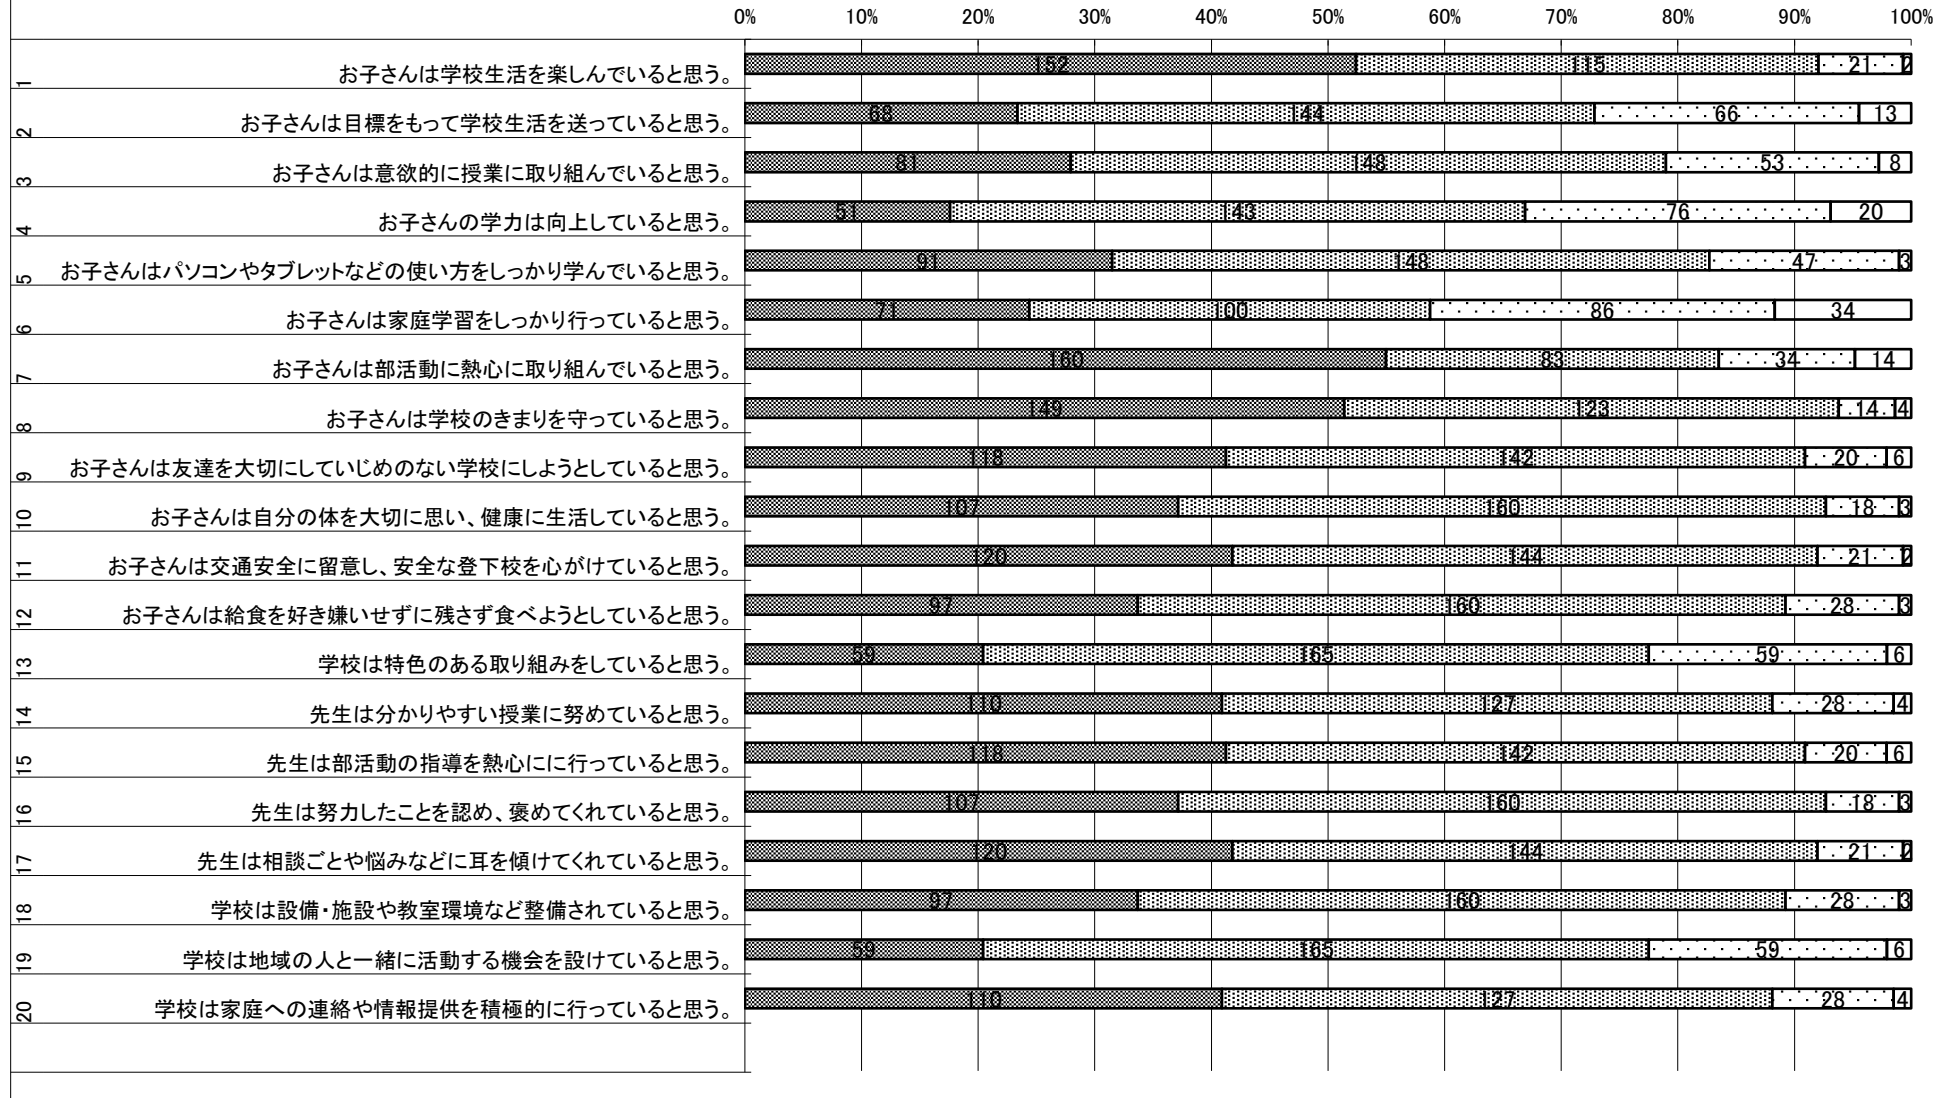 0% 10% 20% 30% 40% 50% 60% 70% 80% 90% 100%
1 お子さんは学校生活を楽しんでいると思う。 152 115 21 2
2 お子さんは目標をもって学校生活を送っていると思う。 68 144 66 13
3 お子さんは意欲的に授業に取り組んでいると思う。 81 148 53 8
4 お子さんの学力は向上していると思う。 51 143 76 20
5 お子さんはパソコンやタブレットなどの使い方をしっかり学んでいると思う。 91 148 47 3
6 お子さんは家庭学習をしっかり行っていると思う。 71 100 86 34
7 お子さんは部活動に熱心に取り組んでいると思う。 160 83 34 14
8 お子さんは学校のきまりを守っていると思う。 149 123 14 4
9 お子さんは友達を大切にしていじめのない学校にしようとしていると思う。 118 142 20 6
10 お子さんは自分の体を大切に思い、健康に生活していると思う。 107 160 18 3
11 お子さんは交通安全に留意し、安全な登下校を心がけていると思う。 120 144 21 2
12 お子さんは給食を好き嫌いせずに残さず食べようとしていると思う。 97 160 28 3
13 学校は特色のある取り組みをしていると思う。 59 165 59 6
14 先生は分かりやすい授業に努めていると思う。 110 127 28 4
15 先生は部活動の指導を熱心にに行っていると思う。 118 142 20 6
16 先生は努力したことを認め、褒めてくれていると思う。 107 160 18 3
17 先生は相談ごとや悩みなどに耳を傾けてくれていると思う。 120 144 21 2
18 学校は設備・施設や教室環境など整備されていると思う。 97 160 28 3
19 学校は地域の人と一緒に活動する機会を設けていると思う。 59 165 59 6
20 学校は家庭への連絡や情報提供を積極的に行っていると思う。 110 127 28 4